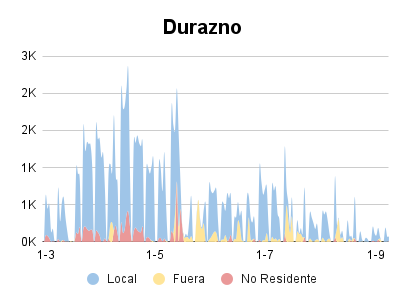 Durazno
3K
2K
2K
1K
1K
0K
1-3
1-5
1-7
1-9
Local
Fuera
No Residente